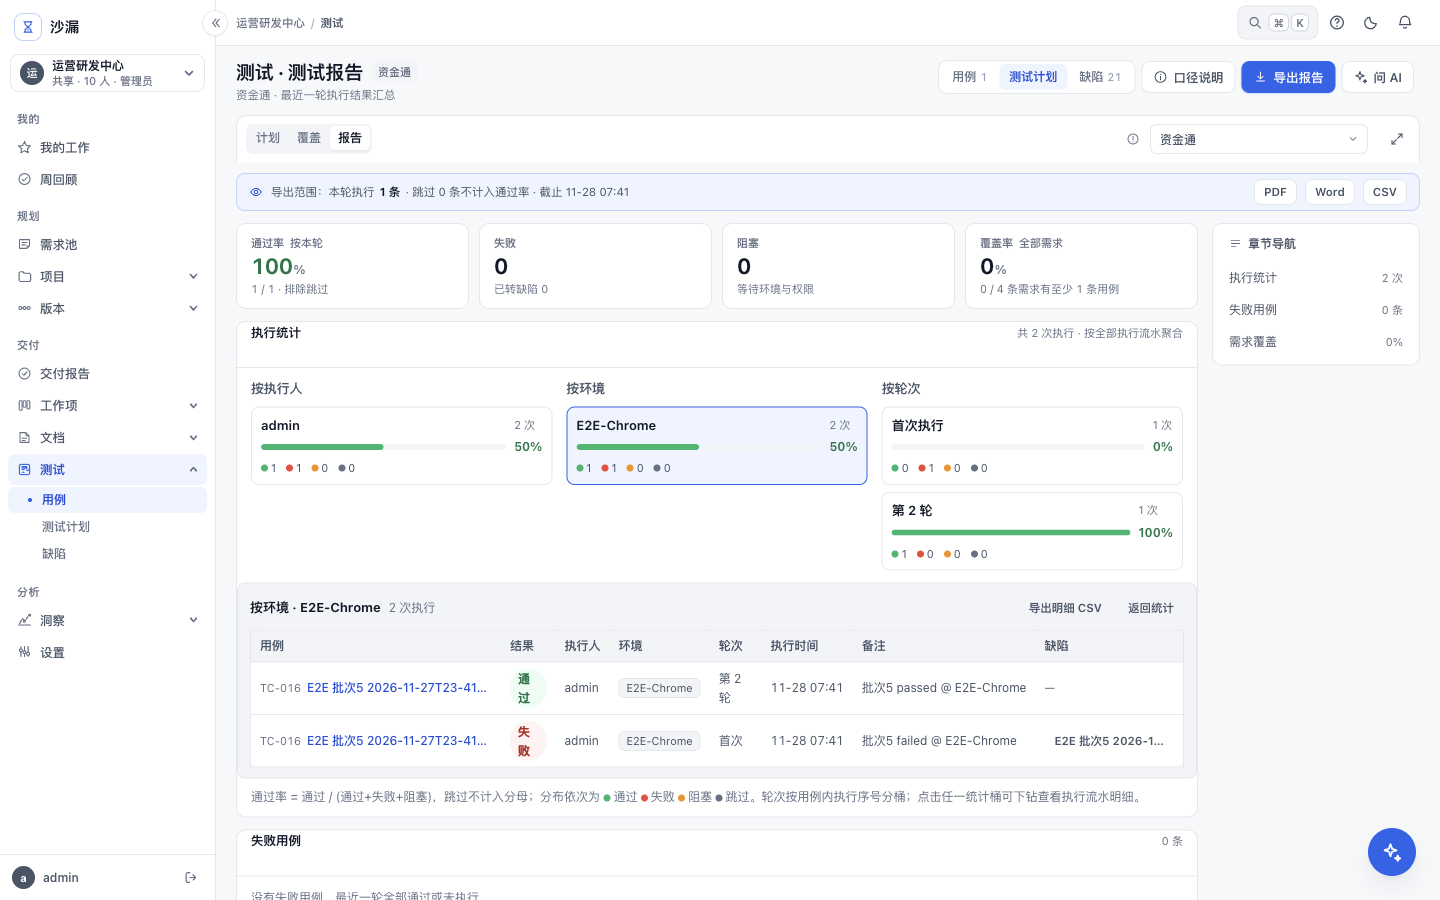 沙漏
运 运营研发中心
共享 · 10 人 · 管理员
我的
我的工作
周回顾
规划
需求池
项目
版本
交付
交付报告
工作项
文档
测试
用例
测试计划
缺陷
分析
洞察
设置
a admin
运营研发中心 / 测试
⌘ K
测试 · 测试报告 资金通
资金通 · 最近一轮执行结果汇总
用例 1 测试计划 缺陷 21 口径说明 导出报告 问 AI
计划 覆盖 报告
资金通
导出范围：本轮执行 1 条 · 跳过 0 条不计入通过率 · 截止 11-28 07:41
PDF Word CSV
通过率 按本轮
100%
1 / 1 · 排除跳过
失败
0
已转缺陷 0
阻塞
0
等待环境与权限
覆盖率 全部需求
0%
0 / 4 条需求有至少 1 条用例
章节导航
执行统计 2 次
失败用例 0 条
需求覆盖 0%
执行统计 共 2 次执行 · 按全部执行流水聚合
按执行人
admin 2 次
50%
1 1 0 0
按环境
E2E-Chrome 2 次
50%
1 1 0 0
按轮次
首次执行 1 次
0%
0 1 0 0
第 2 轮 1 次
100%
1 0 0 0
按环境 · E2E-Chrome 2 次执行 导出明细 CSV 返回统计
用例 结果 执行人 环境 轮次 执行时间 备注 缺陷
TC-016 E2E 批次5 2026-11-27T23-41... 通过 admin E2E-Chrome 第 2 轮 11-28 07:41 批次5 passed @ E2E-Chrome —
TC-016 E2E 批次5 2026-11-27T23-41... 失败 admin E2E-Chrome 首次 11-28 07:41 批次5 failed @ E2E-Chrome E2E 批次5 2026-1...
通过率 = 通过 / (通过+失败+阻塞)，跳过不计入分母；分布依次为 通过 失败 阻塞 跳过。轮次按用例内执行序号分桶；点击任一统计桶可下钻查看执行流水明细。
失败用例 0 条
没有失败用例，最近一轮全部通过或未执行